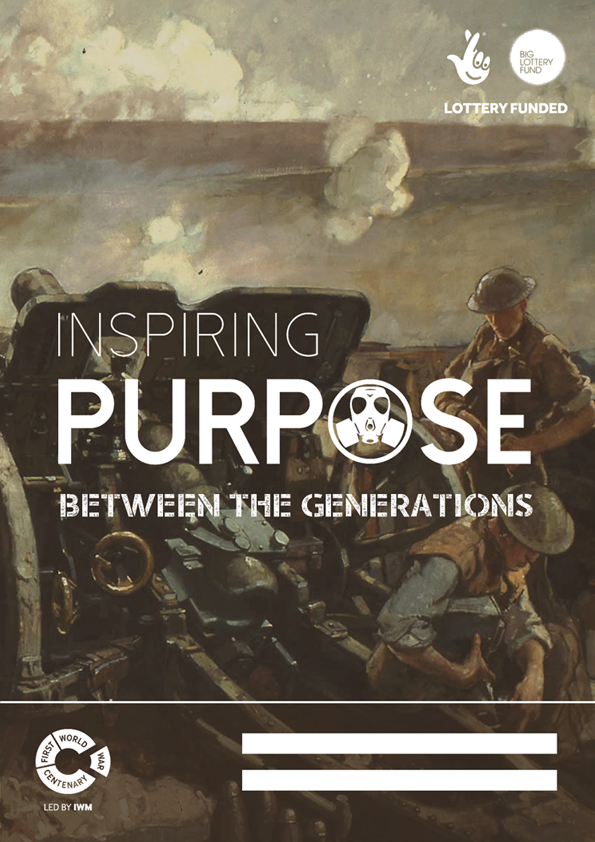 BIG
LOTTERY
FUND
LOTTERY FUNDED
INSPIRING
PURPOSE
BETWEEN THE GENERATIONS
FIRST WORLD WAR
CENTENARY
LED BY IWM